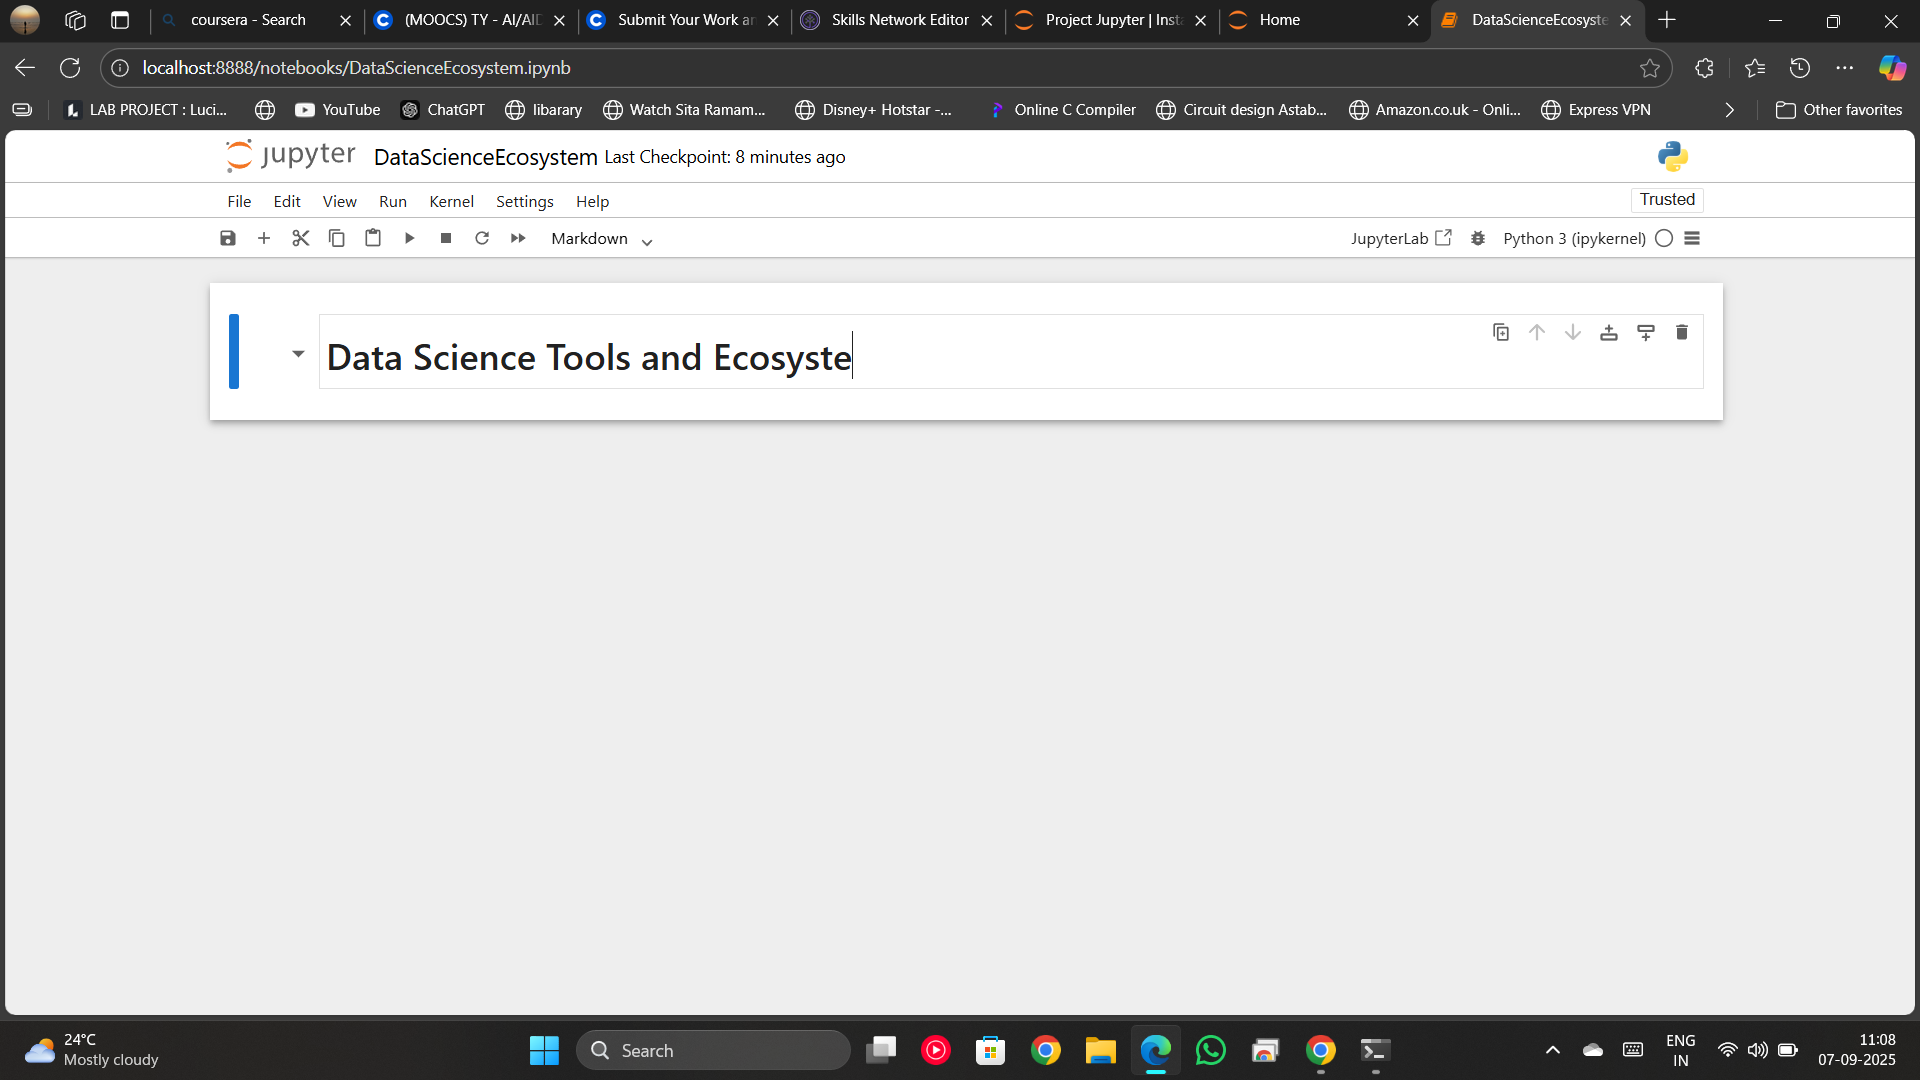 coursera - Search
(MOOCS) TY - AI/AID
Submit Your Work an
Skills Network Editor
Project Jupyter | Insta
Home
DataScienceEcosyste
localhost:8888/notebooks/DataScienceEcosystem.ipynb
LAB PROJECT : Luci...
YouTube
ChatGPT
libarary
Watch Sita Ramam...
Disney+ Hotstar -...
Online C Compiler
Circuit design Astab...
Amazon.co.uk - Onli...
Express VPN
Other favorites
jupyter DataScienceEcosystem Last Checkpoint: 8 minutes ago
File Edit View Run Kernel Settings Help
Trusted
Markdown
JupyterLab
Python 3 (ipykernel)
Data Science Tools and Ecosyste
24°C
Mostly cloudy
Search
ENG
IN
11:08
07-09-2025